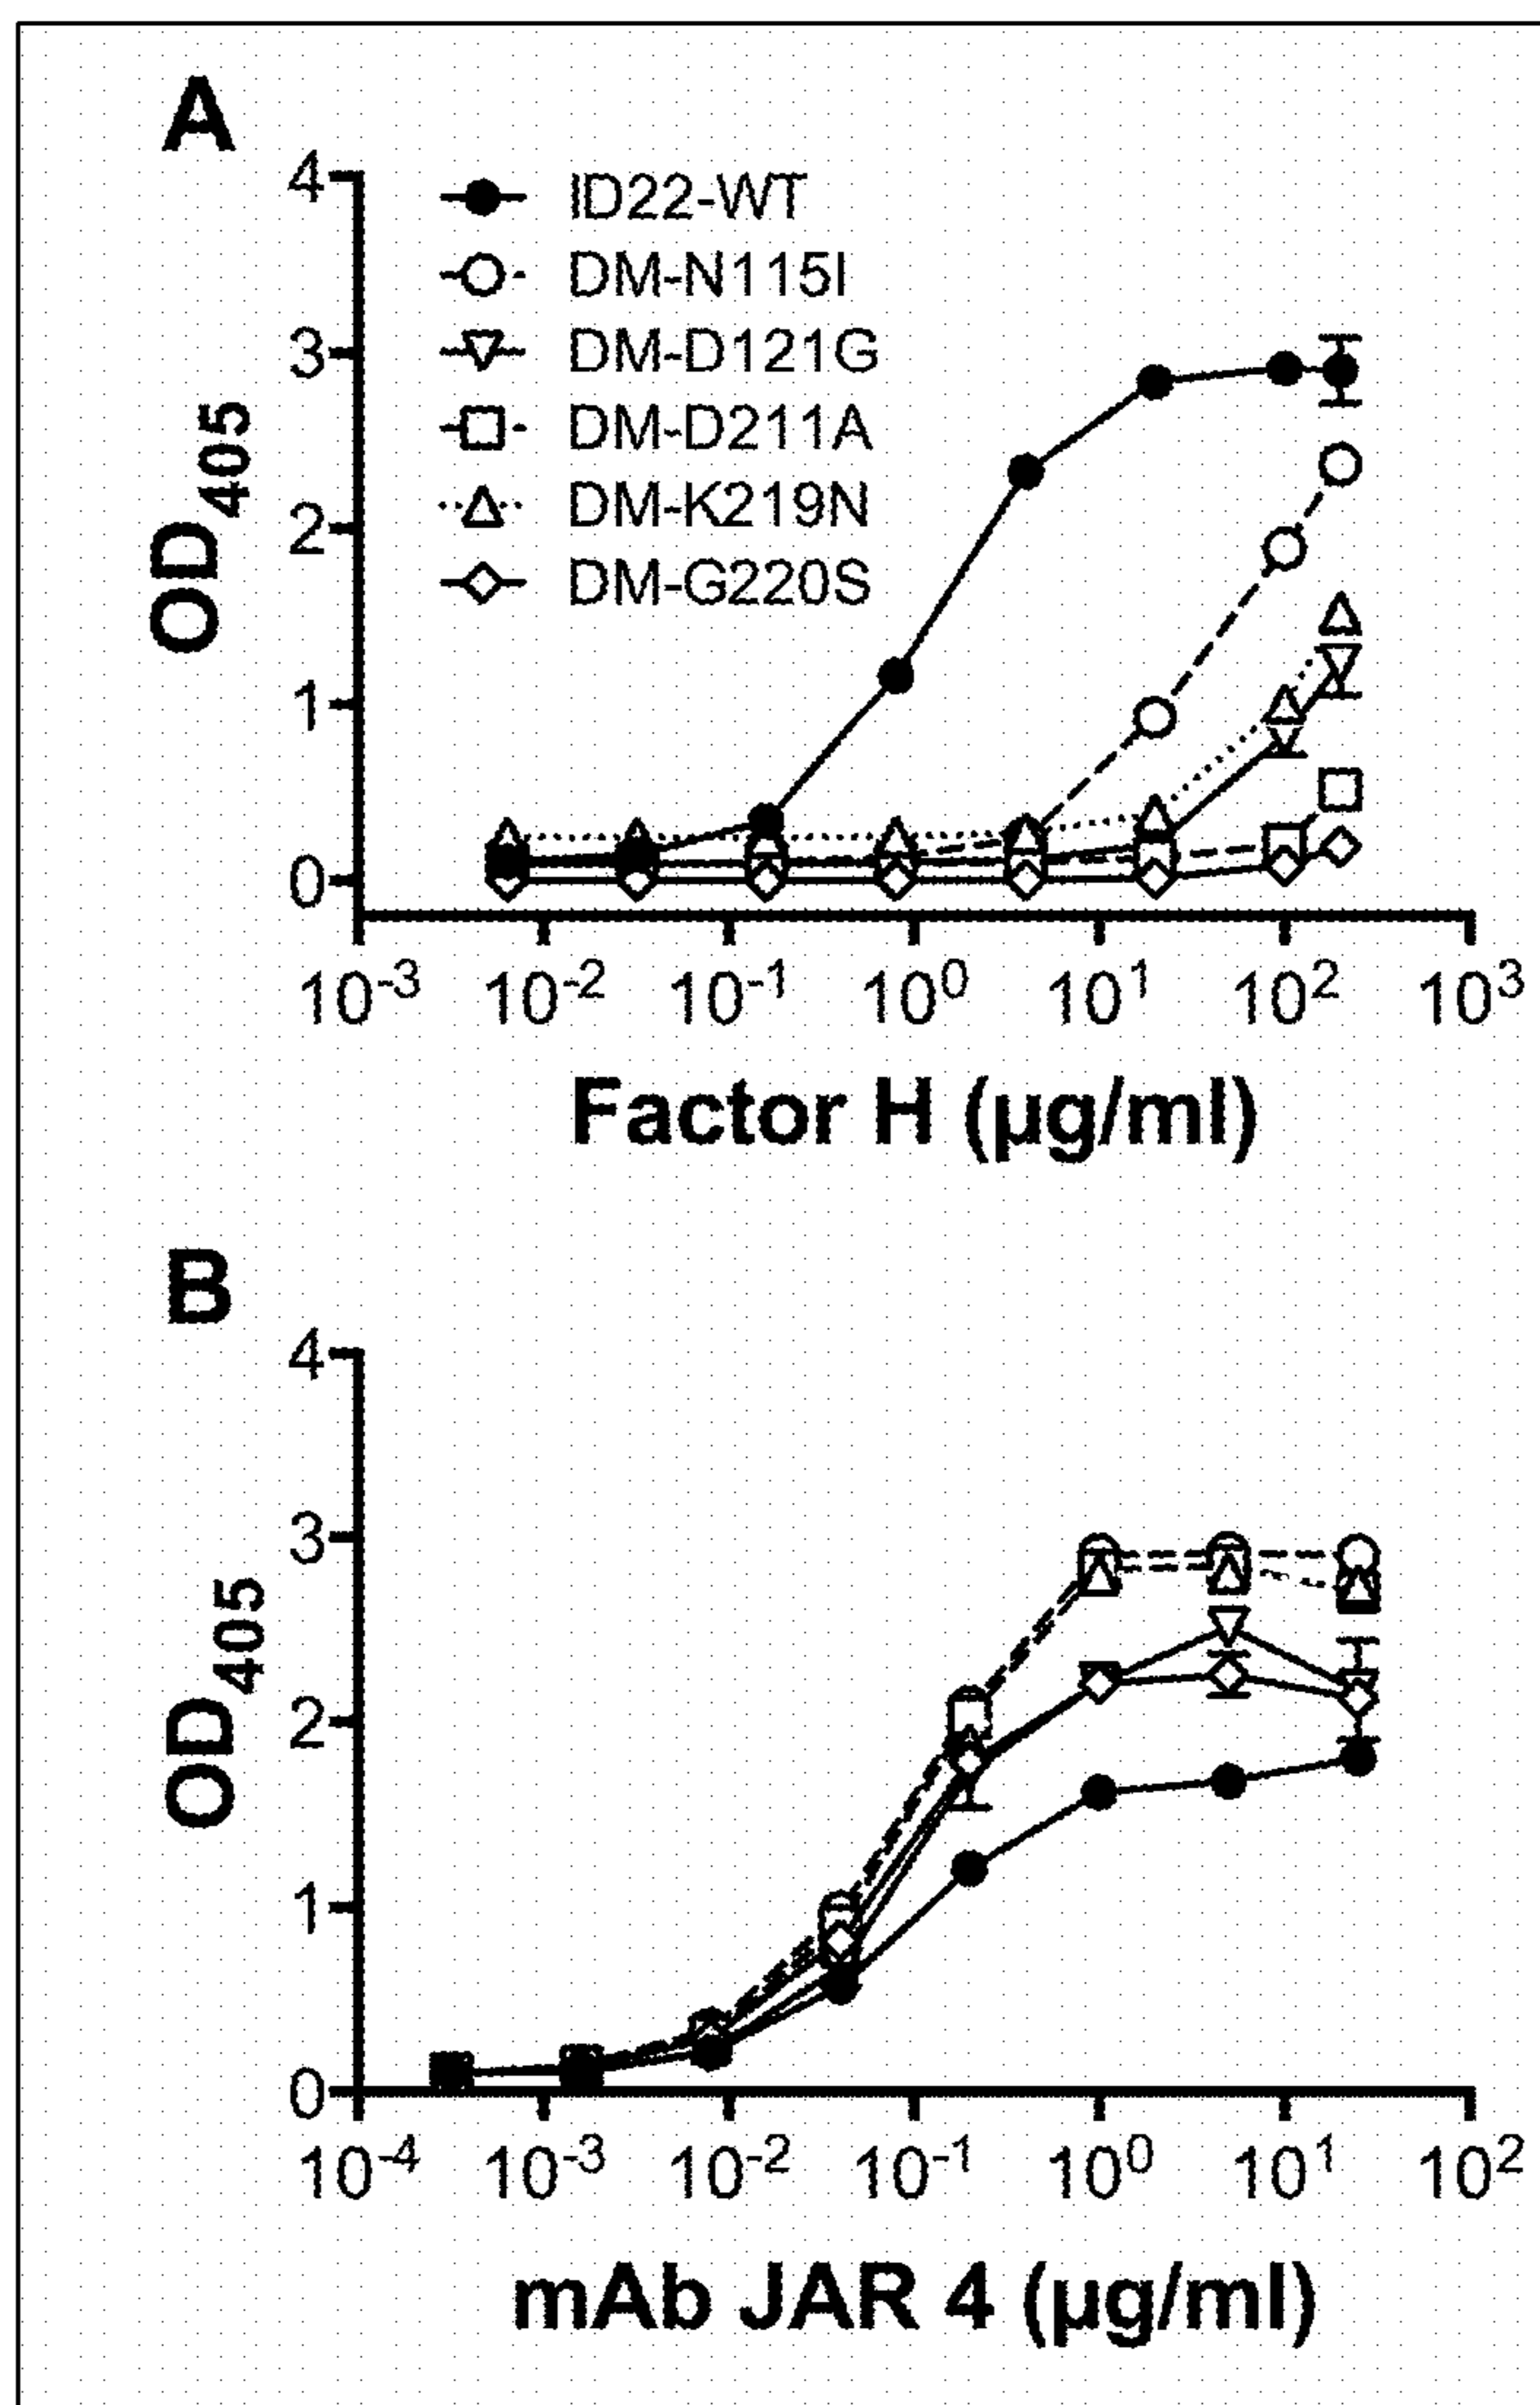 A
4
3
2
1
0
OD405
ID22-WT
DM-N115I
DM-D121G
DM-D211A
DM-K219N
DM-G220S
10-3 10-2 10-1 100 101 102 103
Factor H (µg/ml)
B
4
3
2
1
0
OD405
10-4 10-3 10-2 10-1 100 101 102
mAb JAR 4 (µg/ml)